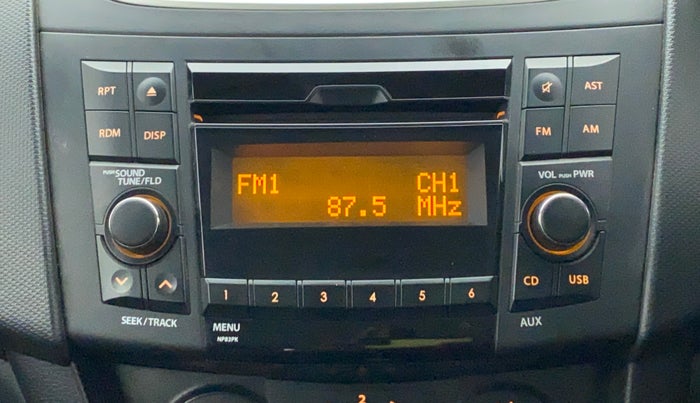 RPT
AST
RDM
DISP
FM
AM
PUSH SOUND
TUNE/FLD
VOL PUSH PWR
FM1 CH1
87.5 MHz
CD
USB
1 2 3 4 5 6
SEEK/TRACK
MENU
AUX
NP83PK
2